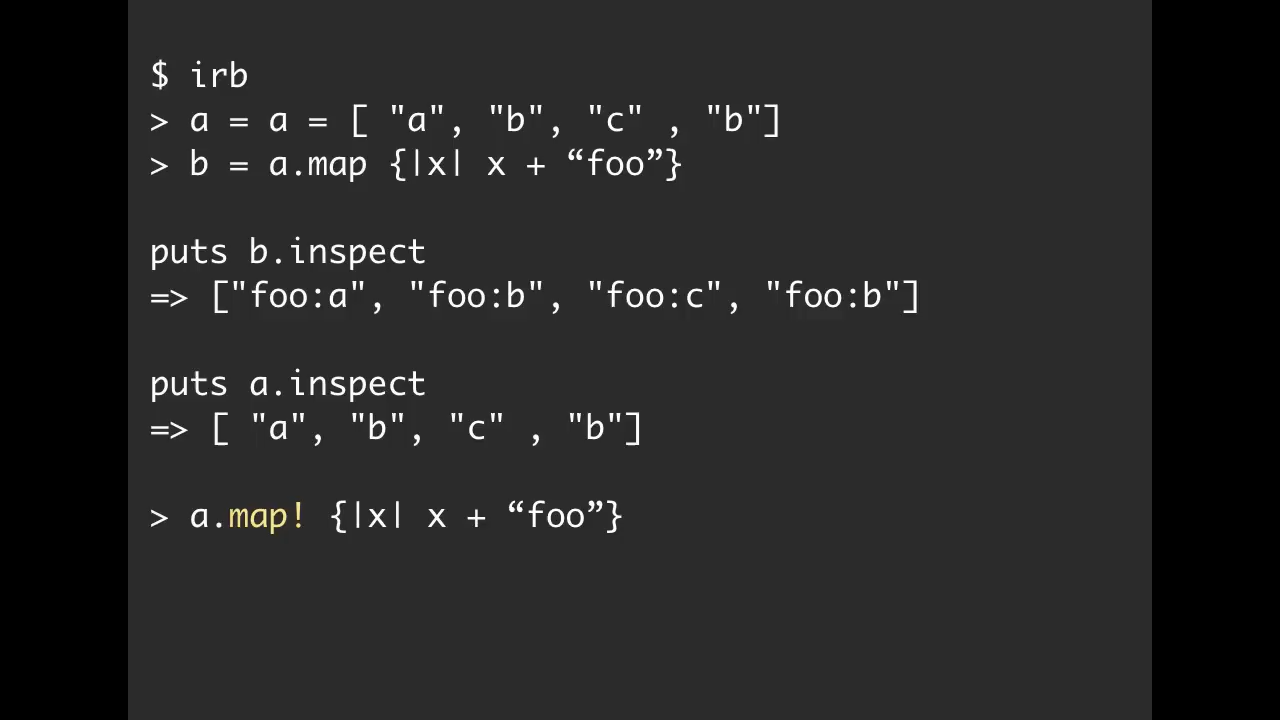 $ irb
> a = a = [ "a", "b", "c" , "b"]
> b = a.map {|x| x + “foo”}
puts b.inspect
=> ["foo:a", "foo:b", "foo:c", "foo:b"]
puts a.inspect
=> [ "a", "b", "c" , "b"]
> a.map! {|x| x + “foo”}